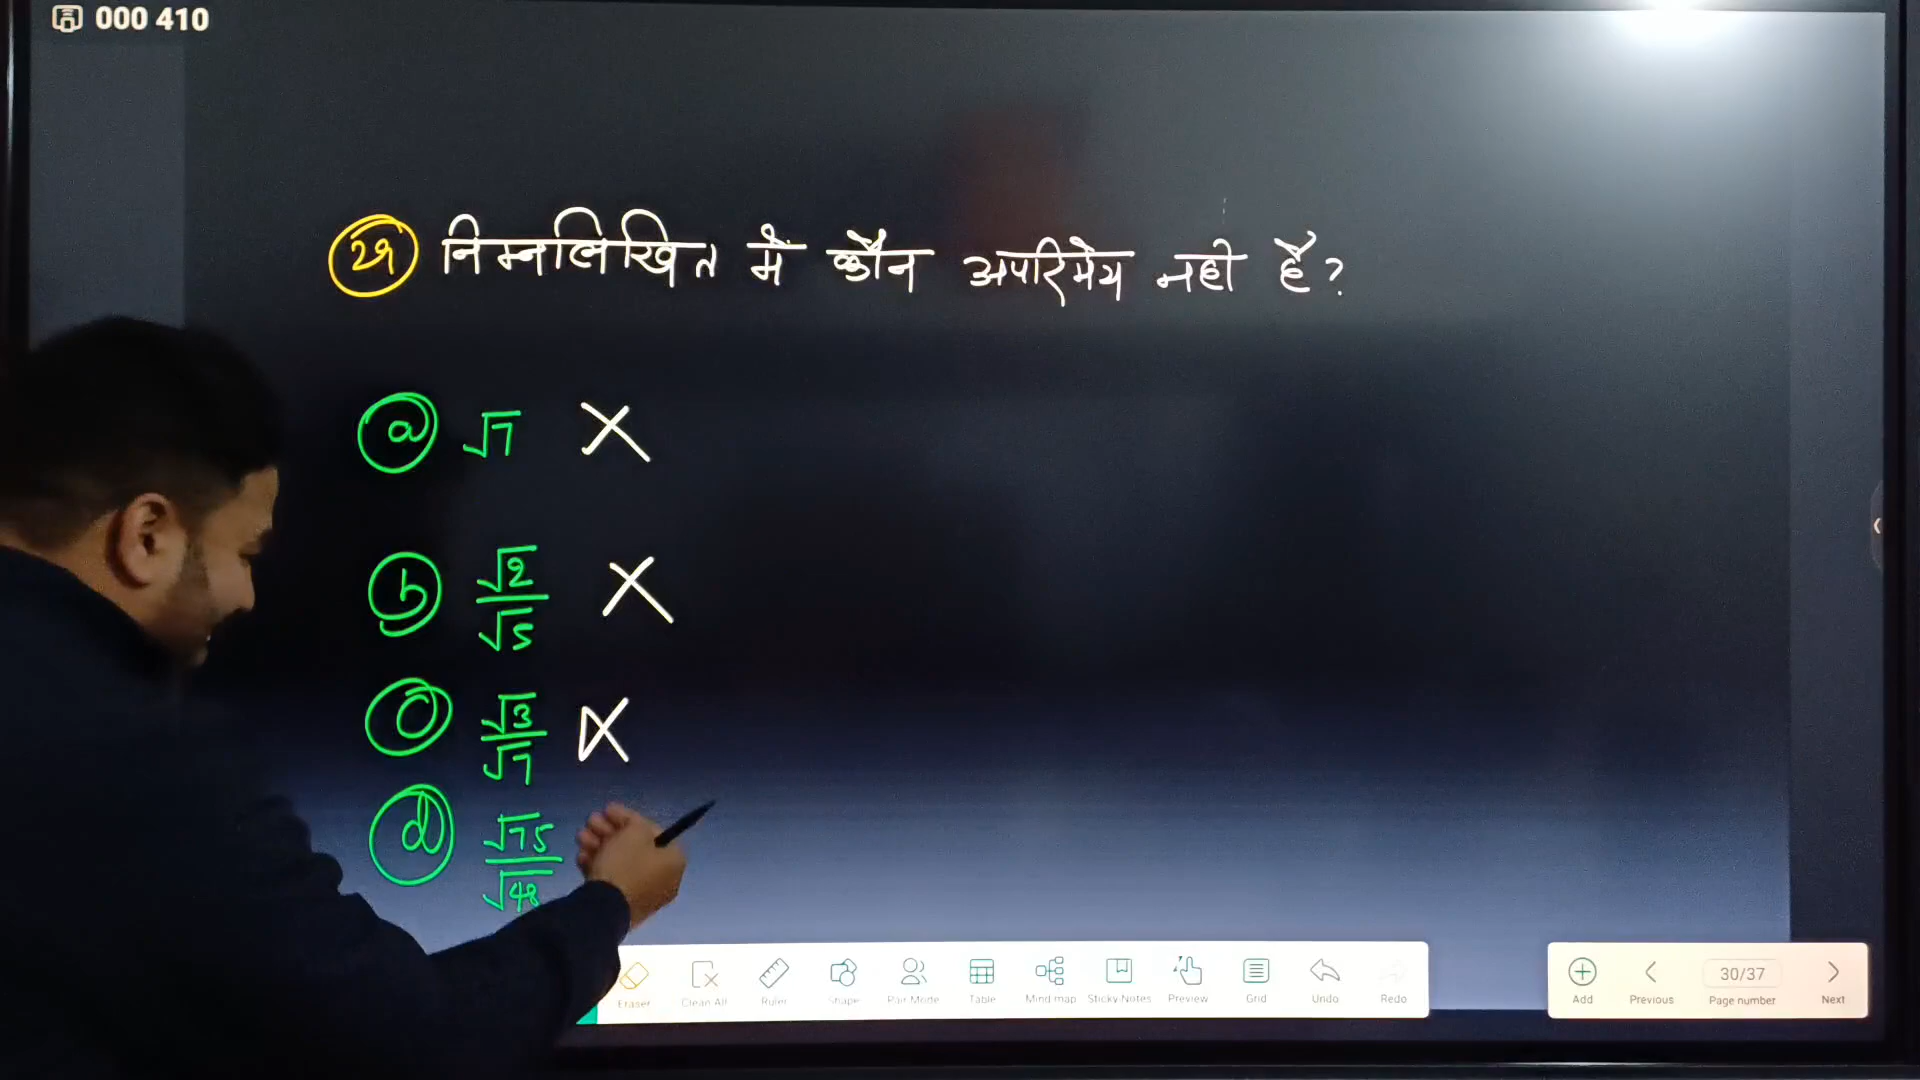 000 410
29 निम्नलिखित में कौन अपरिमेय नही है?
a √7 X
b √2/√5 X
c √3/√7 X
d √75/√48
Eraser Clean All Ruler Shape Pair Mode Table Mind map Sticky Notes Preview Grid Undo Redo
Add Previous 30/37 Page number Next